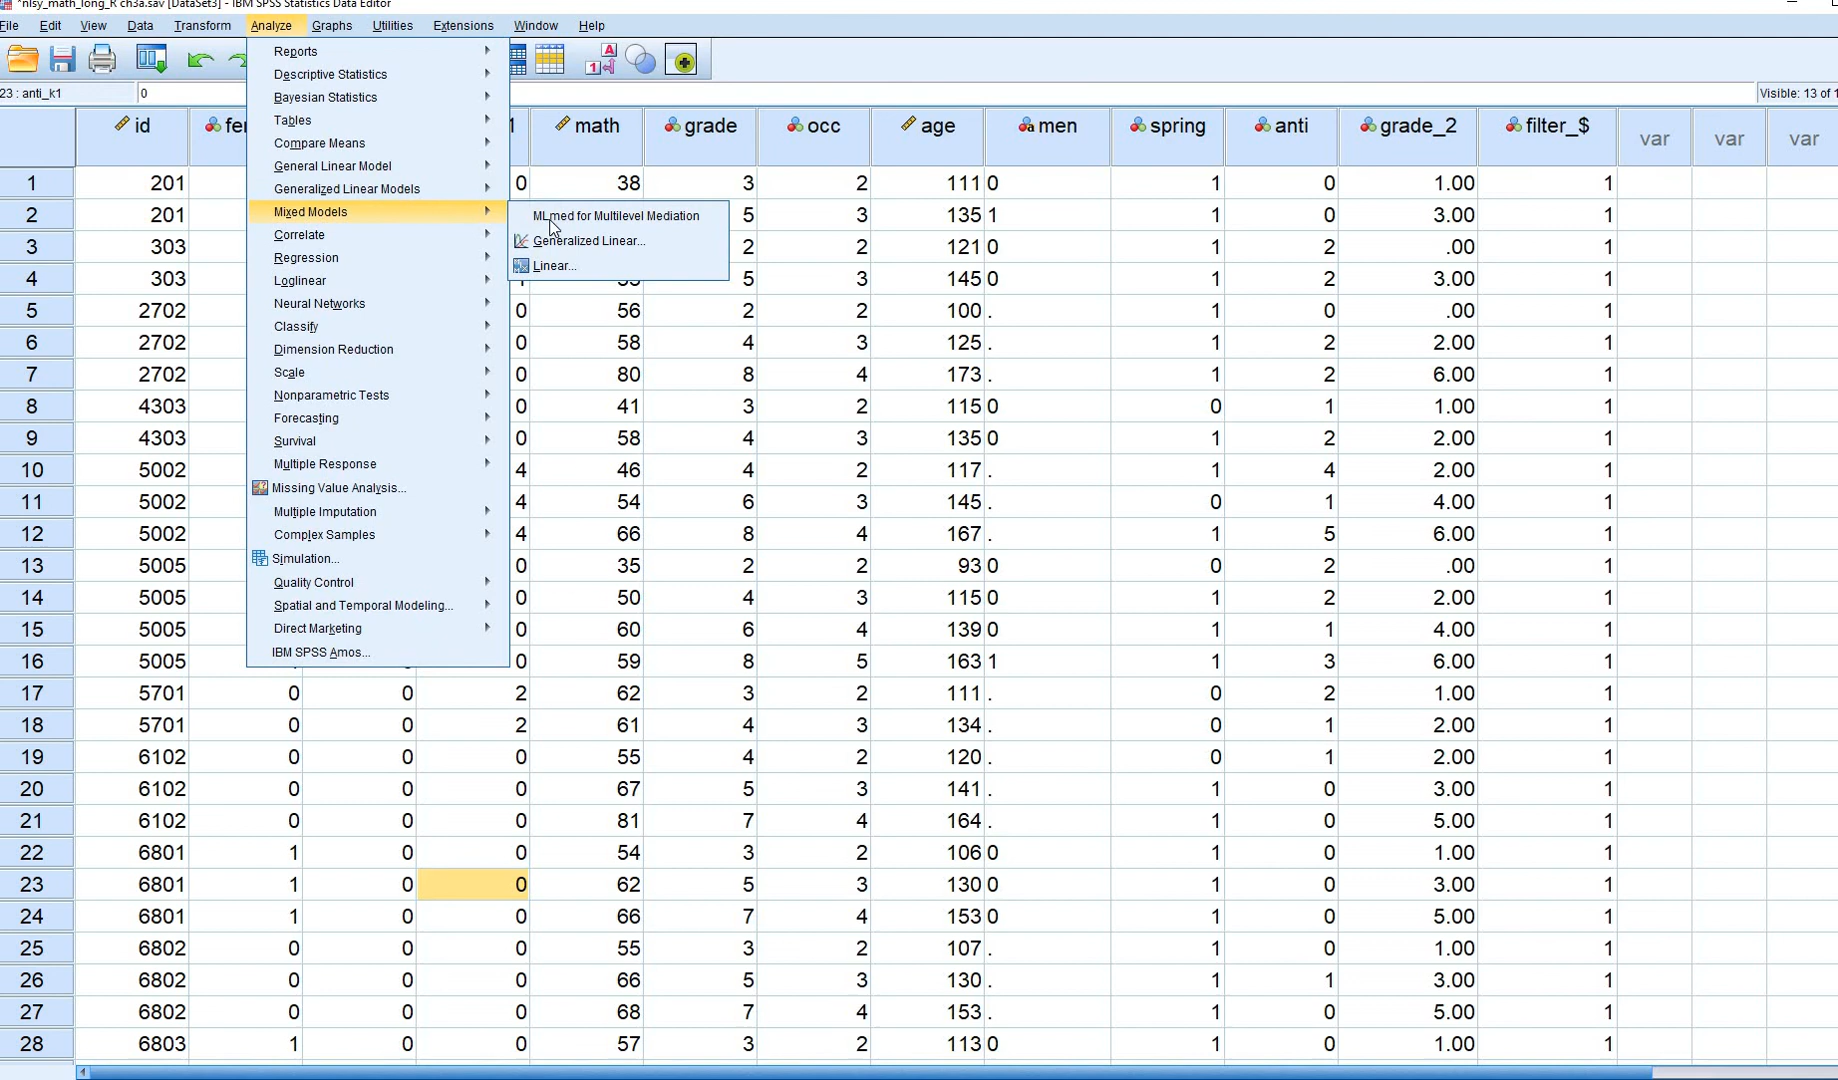 *nlsy_math_long_R ch3a.sav [DataSet3] - IBM SPSS Statistics Data Editor
File Edit View Data Transform Analyze Graphs Utilities Extensions Window Help
23 : anti_k1 0 Visible: 13 of 1
id fer 1 math grade occ age men spring anti grade_2 filter_$ var var var
Reports
Descriptive Statistics
Bayesian Statistics
Tables
Compare Means
General Linear Model
Generalized Linear Models
Mixed Models
Correlate
Regression
Loglinear
Neural Networks
Classify
Dimension Reduction
Scale
Nonparametric Tests
Forecasting
Survival
Multiple Response
Missing Value Analysis...
Multiple Imputation
Complex Samples
Simulation...
Quality Control
Spatial and Temporal Modeling...
Direct Marketing
IBM SPSS Amos...
MLmed for Multilevel Mediation
Generalized Linear...
Linear...
1 201 0 38 3 2 111 0 1 0 1.00 1
2 201 5 3 135 1 1 0 3.00 1
3 303 2 2 121 0 1 2 .00 1
4 303 5 3 145 0 1 2 3.00 1
5 2702 0 56 2 2 100 . 1 0 .00 1
6 2702 0 58 4 3 125 . 1 2 2.00 1
7 2702 0 80 8 4 173 . 1 2 6.00 1
8 4303 0 41 3 2 115 0 0 1 1.00 1
9 4303 0 58 4 3 135 0 1 2 2.00 1
10 5002 4 46 4 2 117 . 1 4 2.00 1
11 5002 4 54 6 3 145 . 0 1 4.00 1
12 5002 4 66 8 4 167 . 1 5 6.00 1
13 5005 0 35 2 2 93 0 0 2 .00 1
14 5005 0 50 4 3 115 0 1 2 2.00 1
15 5005 0 60 6 4 139 0 1 1 4.00 1
16 5005 0 59 8 5 163 1 1 3 6.00 1
17 5701 0 0 2 62 3 2 111 . 0 2 1.00 1
18 5701 0 0 2 61 4 3 134 . 0 1 2.00 1
19 6102 0 0 0 55 4 2 120 . 0 1 2.00 1
20 6102 0 0 0 67 5 3 141 . 1 0 3.00 1
21 6102 0 0 0 81 7 4 164 . 1 0 5.00 1
22 6801 1 0 0 54 3 2 106 0 1 0 1.00 1
23 6801 1 0 0 62 5 3 130 0 1 0 3.00 1
24 6801 1 0 0 66 7 4 153 0 1 0 5.00 1
25 6802 0 0 0 55 3 2 107 . 1 0 1.00 1
26 6802 0 0 0 66 5 3 130 . 1 1 3.00 1
27 6802 0 0 0 68 7 4 153 . 1 0 5.00 1
28 6803 1 0 0 57 3 2 113 0 1 0 1.00 1